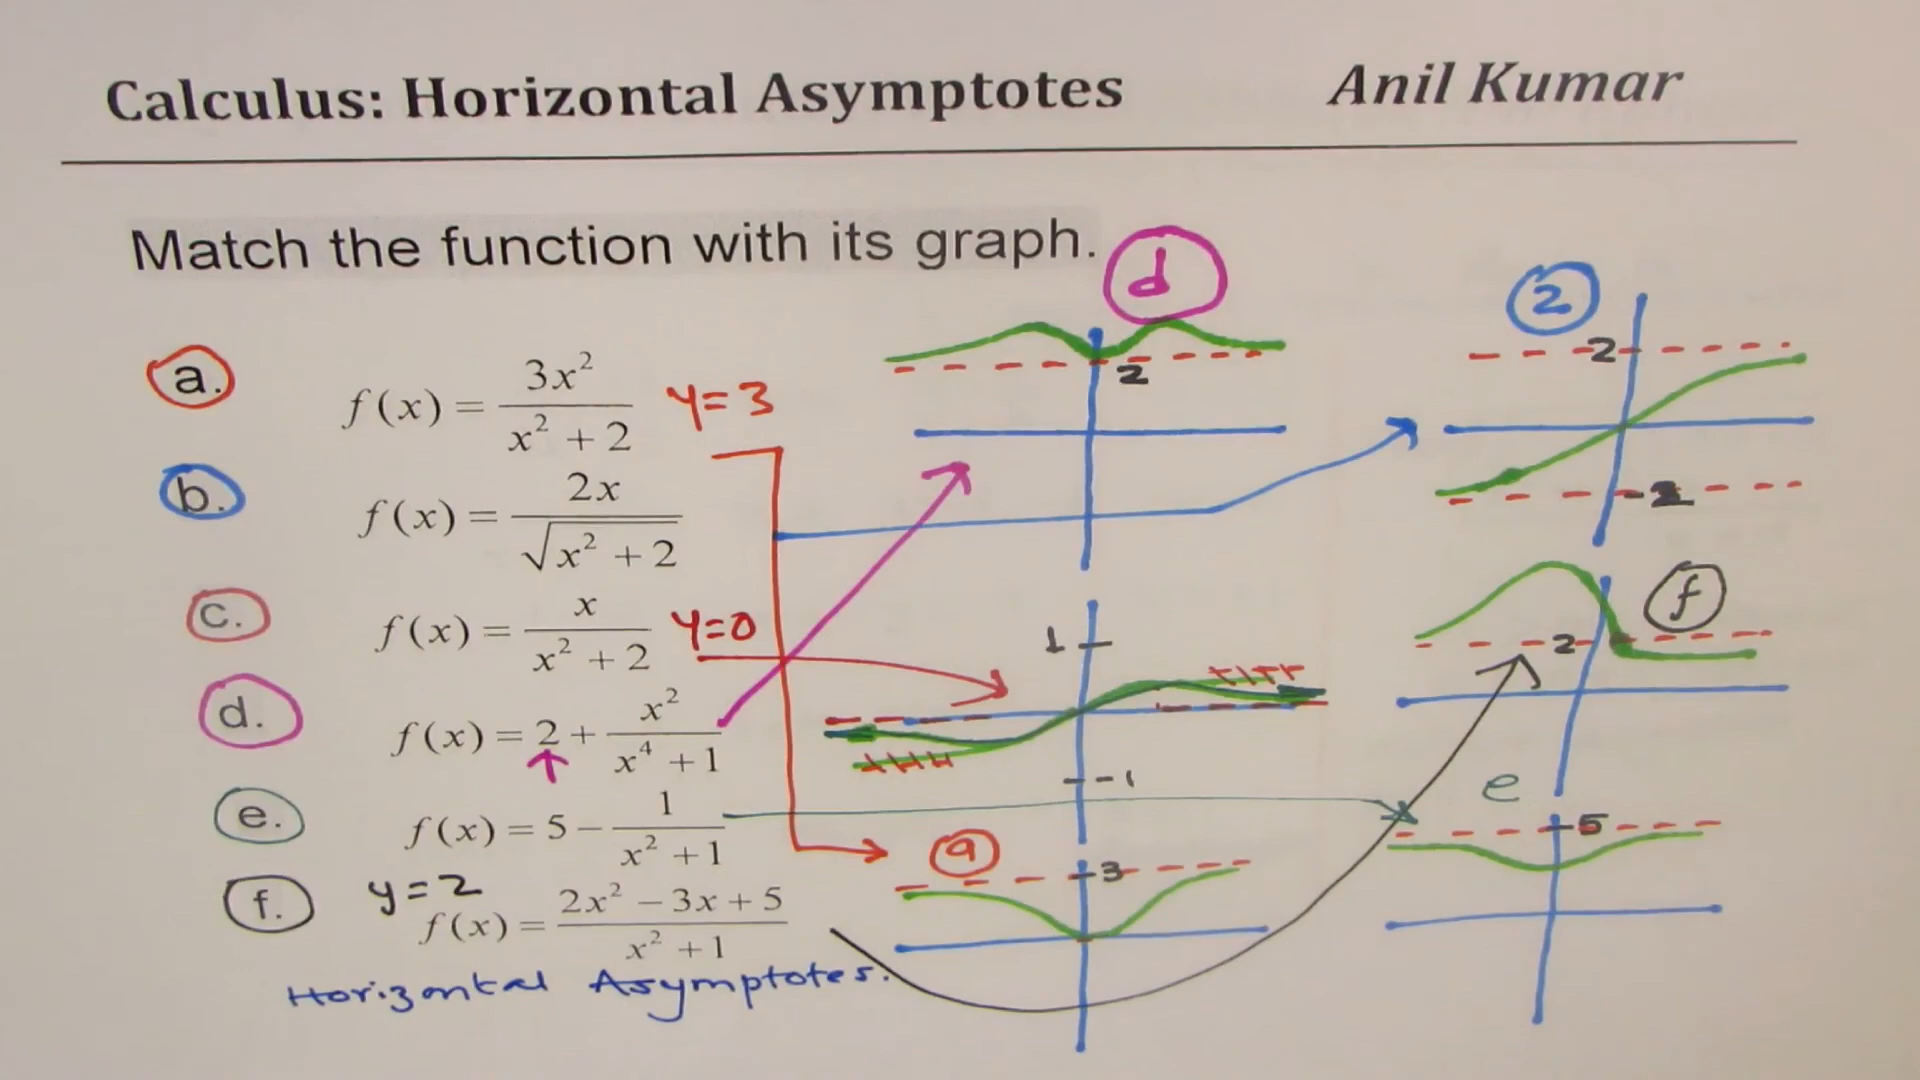 Calculus: Horizontal Asymptotes Anil Kumar
Match the function with its graph.
a. f(x) = 3x² / (x² + 2) y=3
b. f(x) = 2x / √(x² + 2)
c. f(x) = x / (x² + 2) y=0
d. f(x) = 2 + x² / (x⁴ + 1)
e. f(x) = 5 − 1 / (x² + 1)
y=2
f. f(x) = (2x² − 3x + 5) / (x² + 1)
Horizontal Asymptotes.
d
2
2
2
-2
1
-1
f
2
a
3
e
5